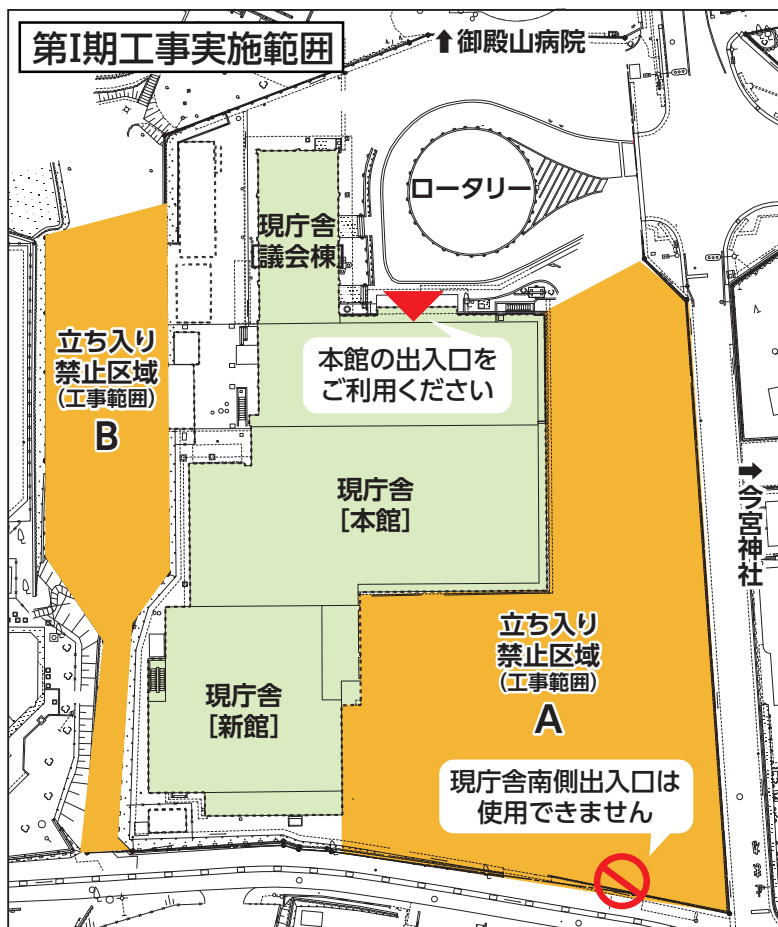 第Ⅰ期工事実施範囲
⬆御殿山病院
ロータリー
現庁舎
[議会棟]
本館の出入口を
ご利用ください
立ち入り
禁止区域
(工事範囲)
B
現庁舎
[本館]
➡今宮神社
立ち入り
禁止区域
(工事範囲)
A
現庁舎
[新館]
現庁舎南側出入口は
使用できません